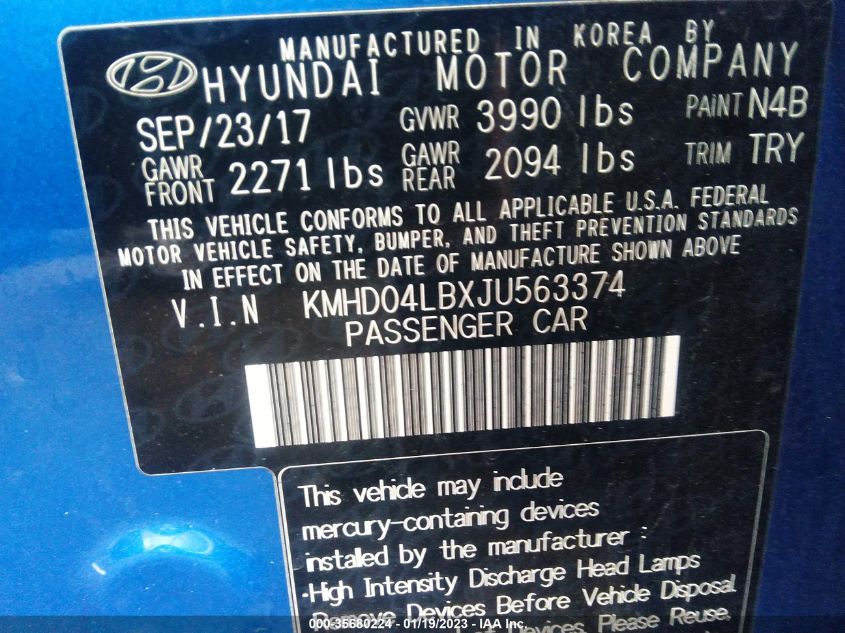 MANUFACTURED IN KOREA BY
HYUNDAI MOTOR COMPANY
SEP/23/17 GVWR 3990 lbs PAINT N4B
GAWR FRONT 2271 lbs GAWR REAR 2094 lbs TRIM TRY
THIS VEHICLE CONFORMS TO ALL APPLICABLE U.S.A. FEDERAL
MOTOR VEHICLE SAFETY, BUMPER, AND THEFT PREVENTION STANDARDS
IN EFFECT ON THE DATE OF MANUFACTURE SHOWN ABOVE
V.I.N KMHD04LBXJU563374
PASSENGER CAR
This vehicle may include
mercury-containing devices
installed by the manufacturer :
·High Intensity Discharge Head Lamps
Remove Devices Before Vehicle Disposal.
Devices, Please Reuse,
000-35680224 - 01/19/2023 - IAA Inc.